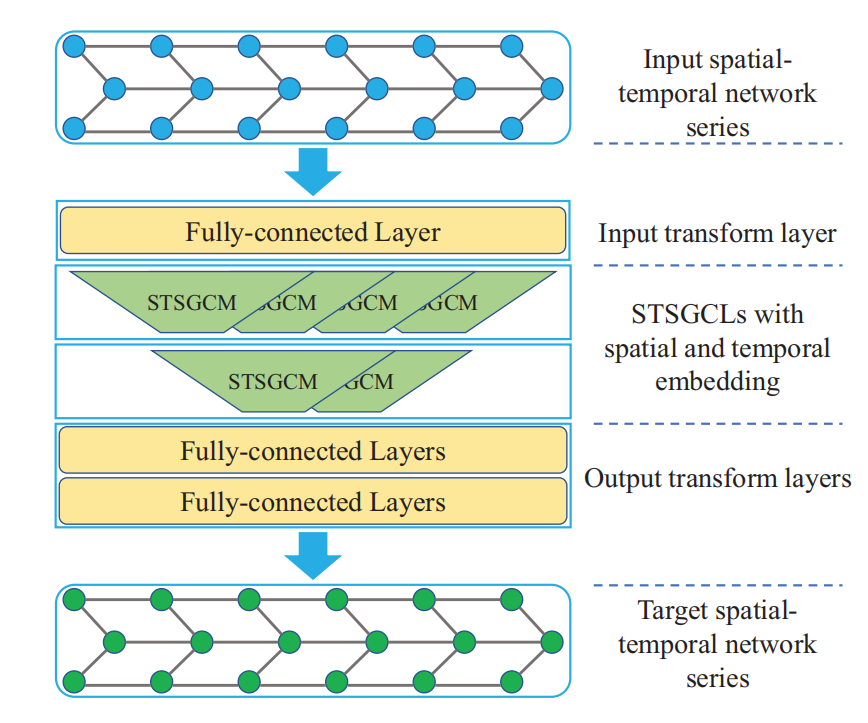 Input spatial-
temporal network
series
Fully-connected Layer
Input transform layer
STSGCM GCM GCM GCM
STSGCLs with
spatial and temporal
embedding
STSGCM GCM
Fully-connected Layers
Fully-connected Layers
Output transform layers
Target spatial-
temporal network
series